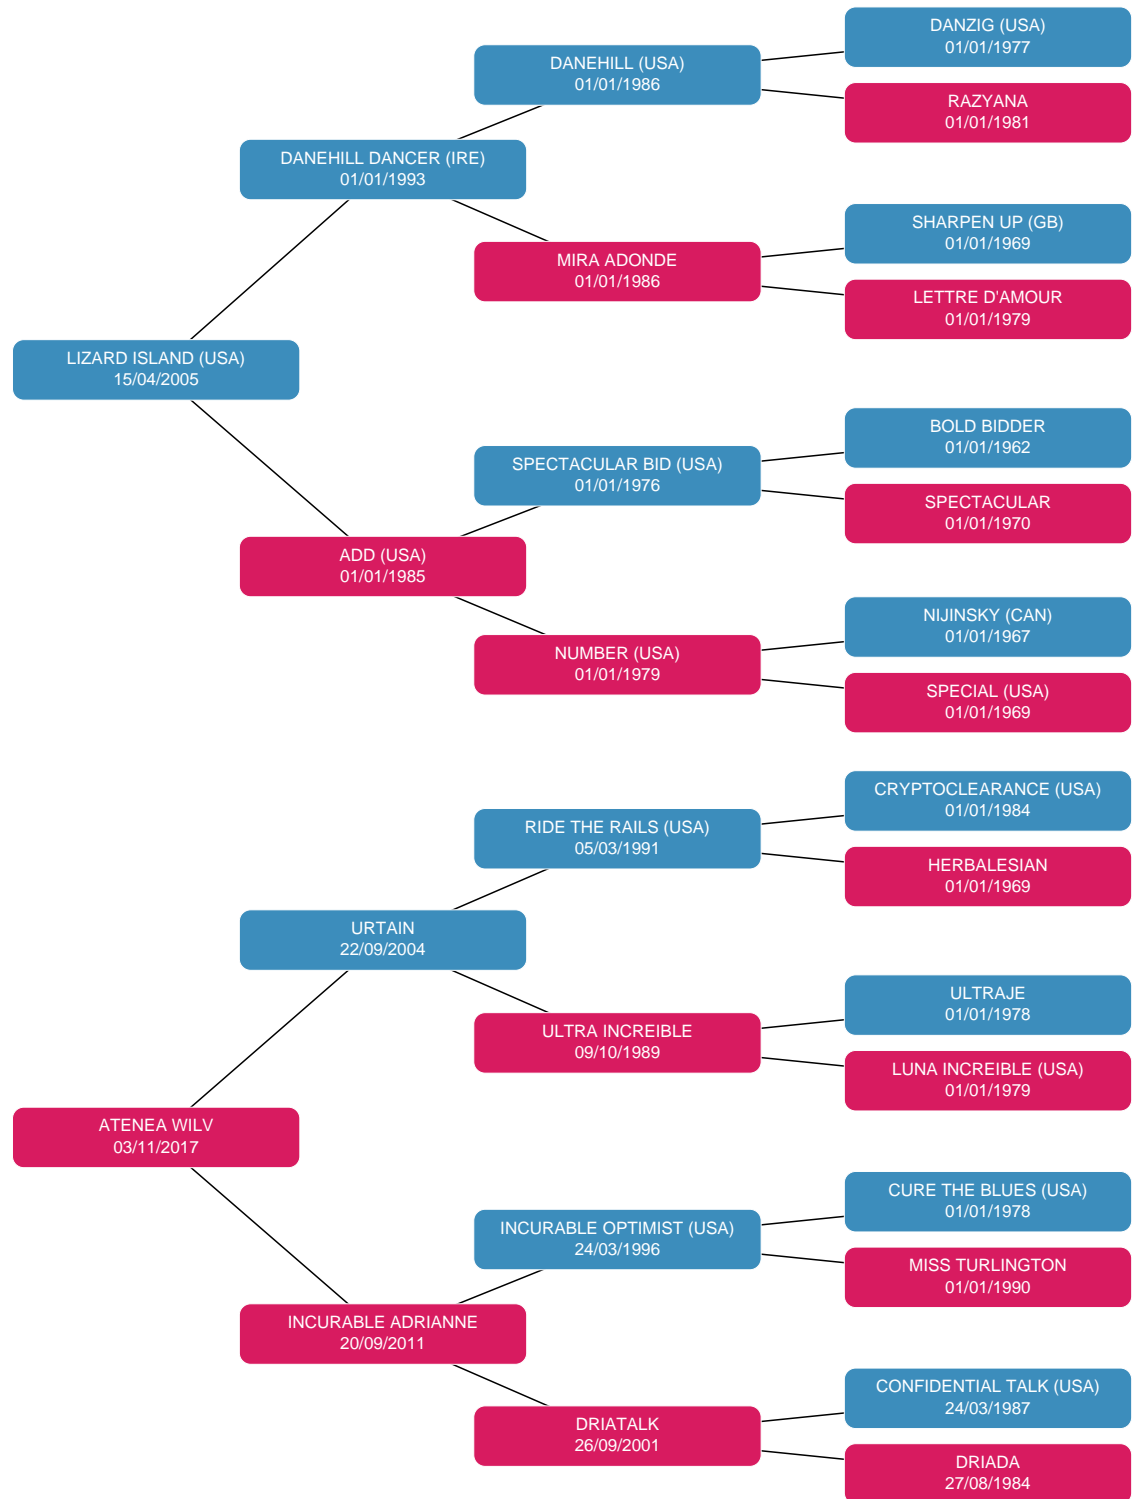 DANZIG (USA)
01/01/1977
DANEHILL (USA)
01/01/1986
RAZYANA
01/01/1981
DANEHILL DANCER (IRE)
01/01/1993
SHARPEN UP (GB)
01/01/1969
MIRA ADONDE
01/01/1986
LETTRE D'AMOUR
01/01/1979
LIZARD ISLAND (USA)
15/04/2005
BOLD BIDDER
01/01/1962
SPECTACULAR BID (USA)
01/01/1976
SPECTACULAR
01/01/1970
ADD (USA)
01/01/1985
NIJINSKY (CAN)
01/01/1967
NUMBER (USA)
01/01/1979
SPECIAL (USA)
01/01/1969
CRYPTOCLEARANCE (USA)
01/01/1984
RIDE THE RAILS (USA)
05/03/1991
HERBALESIAN
01/01/1969
URTAIN
22/09/2004
ULTRAJE
01/01/1978
ULTRA INCREIBLE
09/10/1989
LUNA INCREIBLE (USA)
01/01/1979
ATENEA WILV
03/11/2017
CURE THE BLUES (USA)
01/01/1978
INCURABLE OPTIMIST (USA)
24/03/1996
MISS TURLINGTON
01/01/1990
INCURABLE ADRIANNE
20/09/2011
CONFIDENTIAL TALK (USA)
24/03/1987
DRIATALK
26/09/2001
DRIADA
27/08/1984